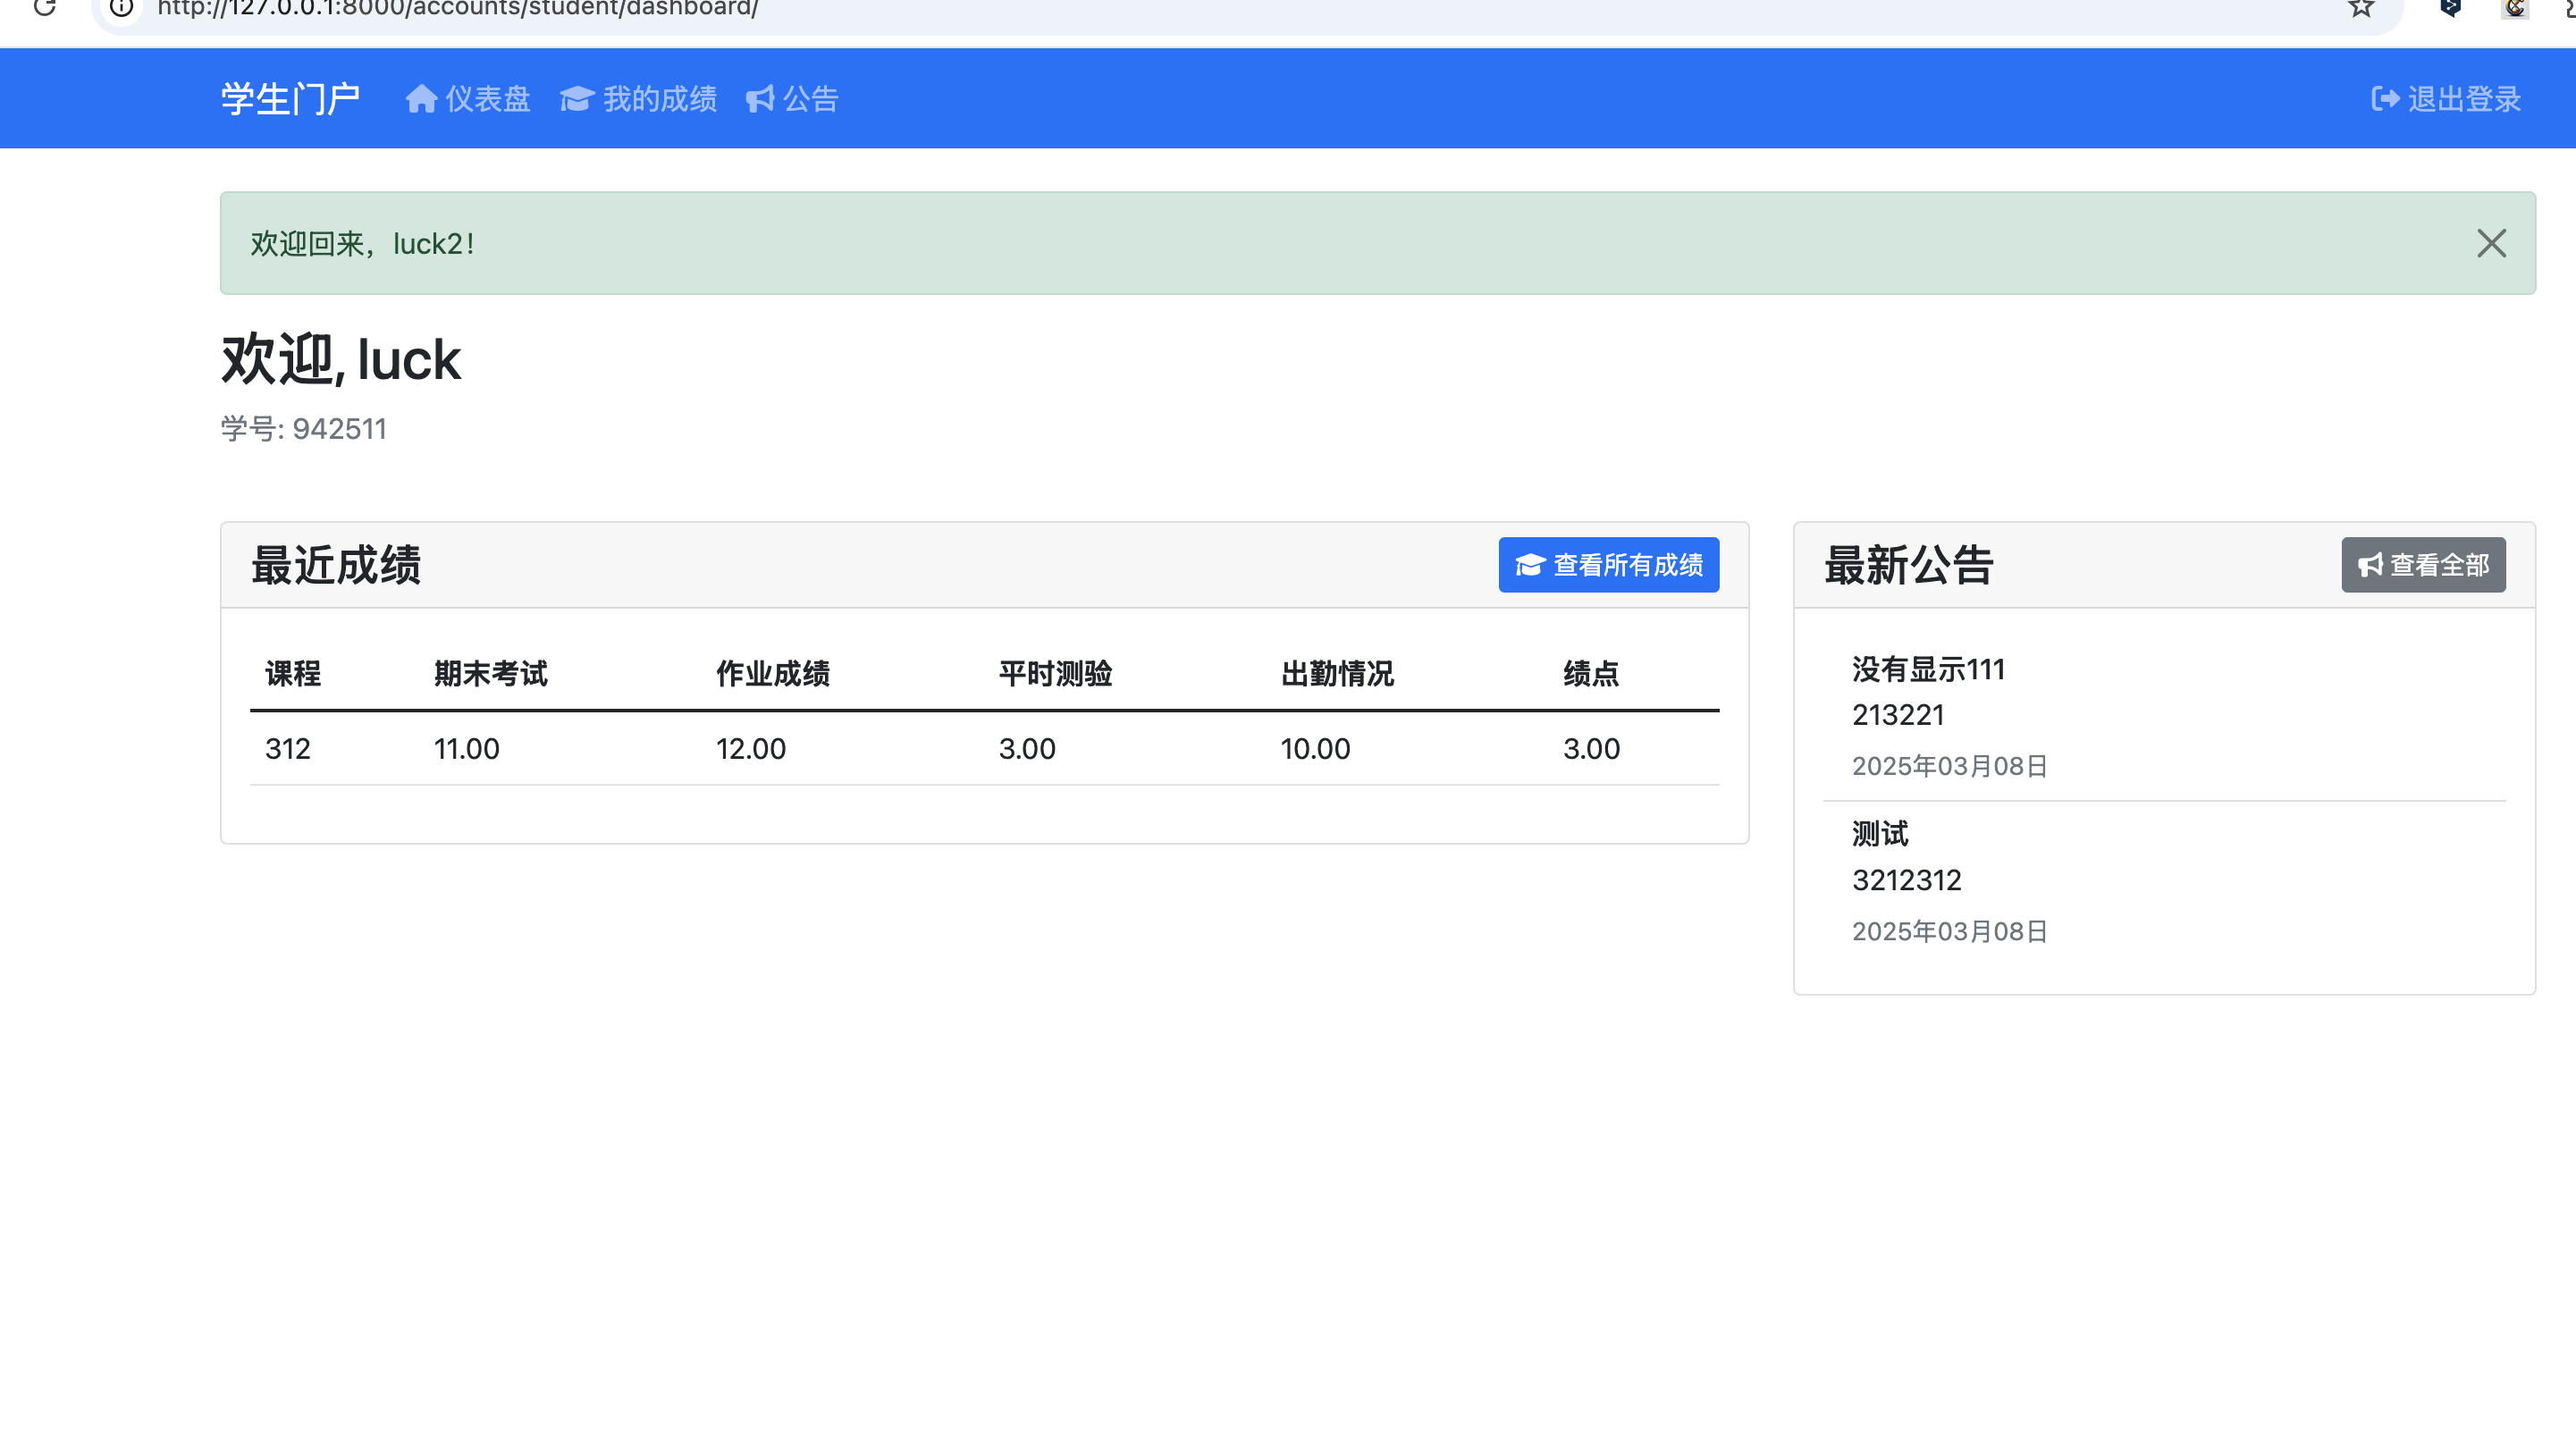 http://127.0.0.1:8000/accounts/student/dashboard/
学生门户 仪表盘 我的成绩 公告 退出登录
欢迎回来，luck2！
欢迎, luck
学号: 942511
最近成绩 查看所有成绩
课程 期末考试 作业成绩 平时测验 出勤情况 绩点
312 11.00 12.00 3.00 10.00 3.00
最新公告 查看全部
没有显示111
213221
2025年03月08日
测试
3212312
2025年03月08日